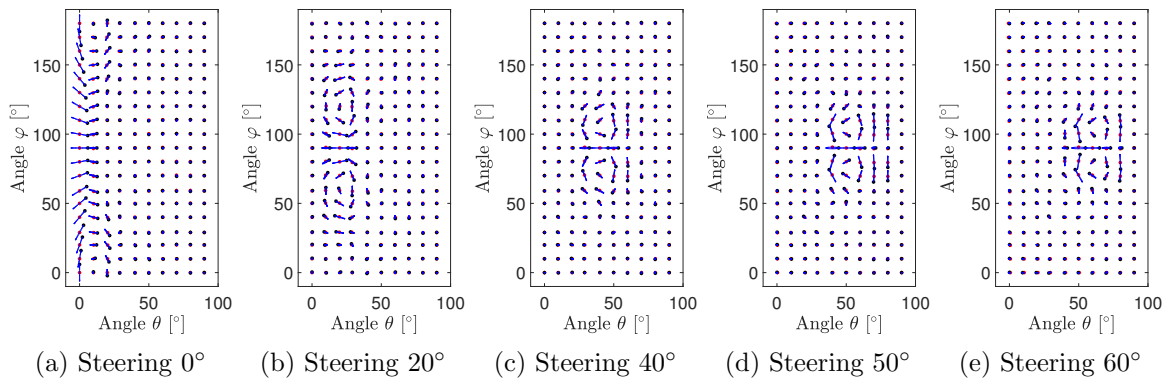 150
100
50
0
Angle φ [°]
0 50 100
Angle θ [°]
(a) Steering 0°
150
100
50
0
Angle φ [°]
0 50 100
Angle θ [°]
(b) Steering 20°
150
100
50
0
Angle φ [°]
0 50 100
Angle θ [°]
(c) Steering 40°
150
100
50
0
Angle φ [°]
0 50 100
Angle θ [°]
(d) Steering 50°
150
100
50
0
Angle φ [°]
0 50 100
Angle θ [°]
(e) Steering 60°